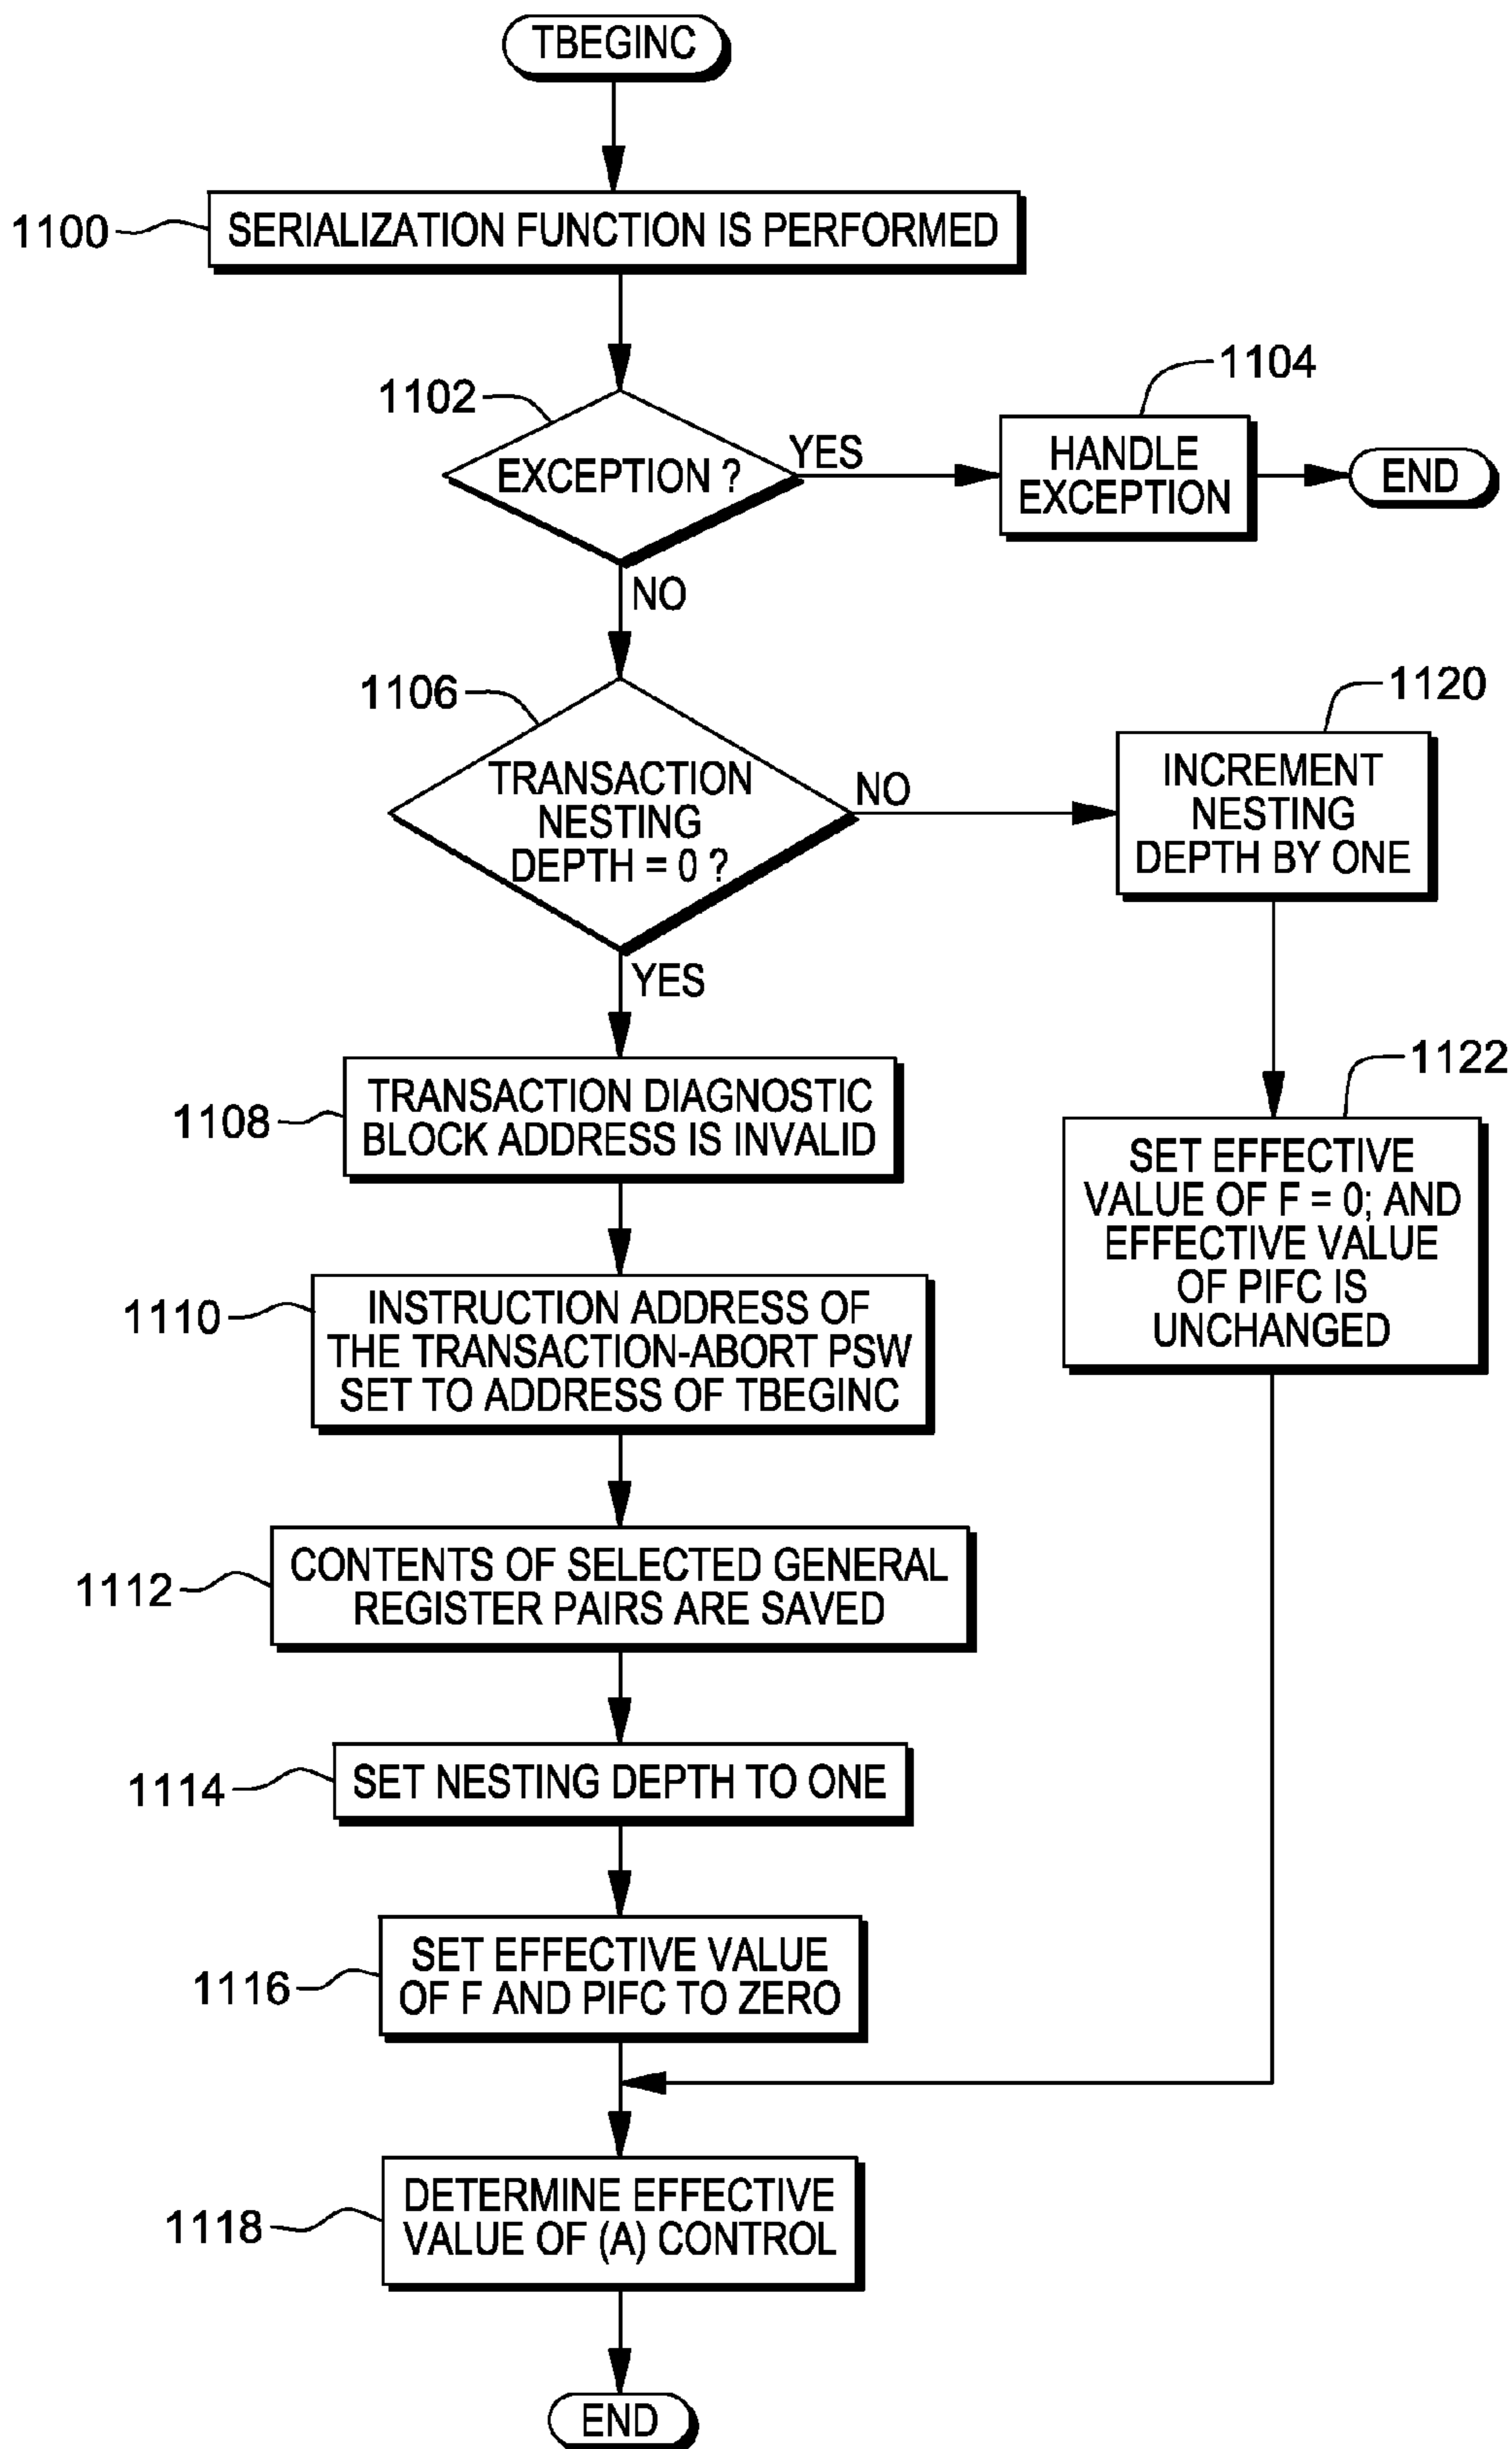 TBEGINC
1100
SERIALIZATION FUNCTION IS PERFORMED
1102
EXCEPTION ?
YES
1104
HANDLE
EXCEPTION
END
NO
1106
TRANSACTION
NESTING
DEPTH = 0 ?
NO
1120
INCREMENT
NESTING
DEPTH BY ONE
YES
1122
SET EFFECTIVE
VALUE OF F = 0; AND
EFFECTIVE VALUE
OF PIFC IS
UNCHANGED
1108
TRANSACTION DIAGNOSTIC
BLOCK ADDRESS IS INVALID
1110
INSTRUCTION ADDRESS OF
THE TRANSACTION-ABORT PSW
SET TO ADDRESS OF TBEGINC
1112
CONTENTS OF SELECTED GENERAL
REGISTER PAIRS ARE SAVED
1114
SET NESTING DEPTH TO ONE
1116
SET EFFECTIVE VALUE
OF F AND PIFC TO ZERO
1118
DETERMINE EFFECTIVE
VALUE OF (A) CONTROL
END